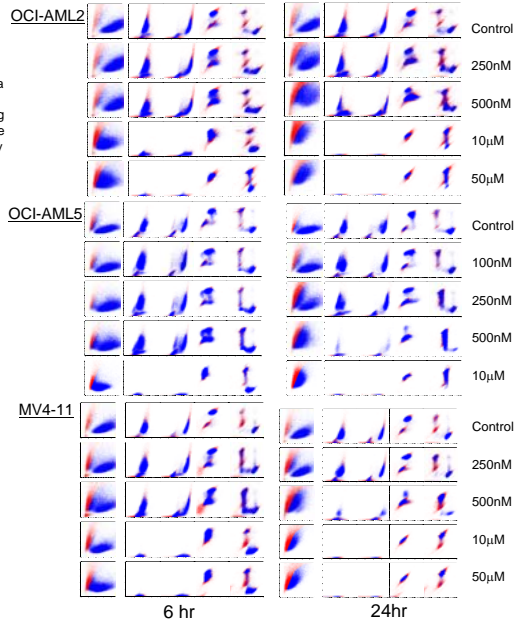 OCI-AML2
Control
250nM
500nM
10μM
50μM
a
g
e
OCI-AML5
Control
100nM
250nM
500nM
10μM
MV4-11
Control
250nM
500nM
10μM
50μM
6 hr
24hr